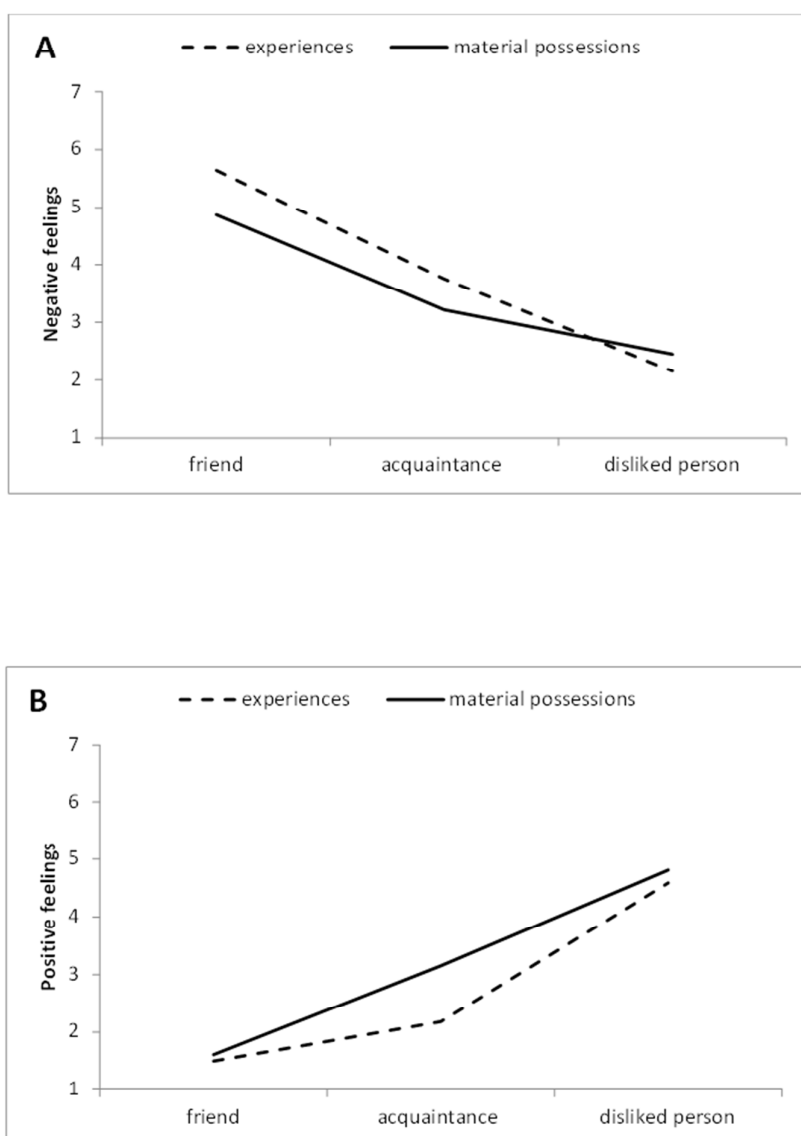 A
experiences material possessions
7
6
5
4
3
2
1
Negative feelings
friend acquaintance disliked person
B
experiences material possessions
7
6
5
4
3
2
1
Positive feelings
friend acquaintance disliked person